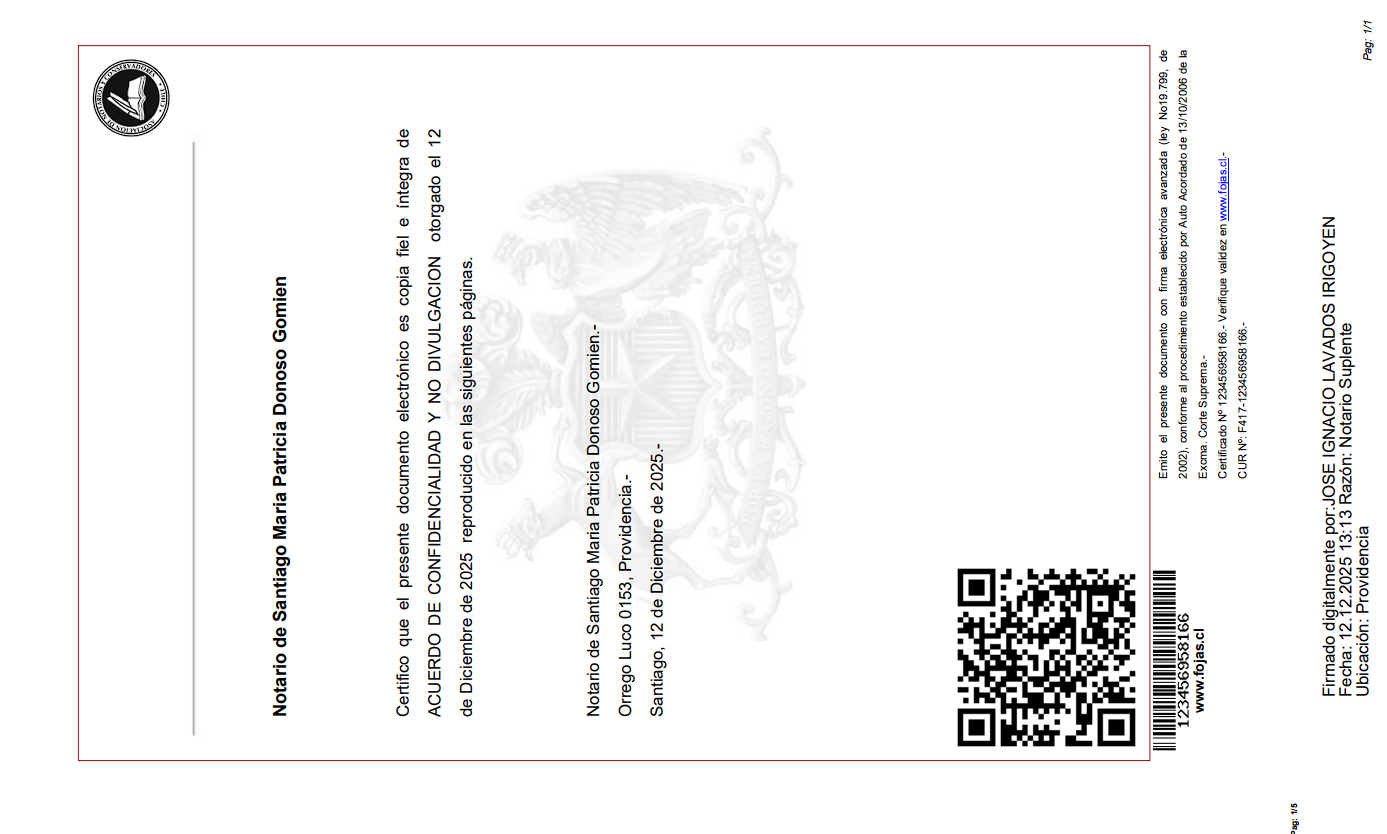 Pag: 1/1
ASOCIACION DE NOTARIOS Y CONSERVADORES
CHILE
Notario de Santiago Maria Patricia Donoso Gomien
Certifico que el presente documento electrónico es copia fiel e íntegra de
ACUERDO DE CONFIDENCIALIDAD Y NO DIVULGACION otorgado el 12
de Diciembre de 2025 reproducido en las siguientes páginas.
Notario de Santiago Maria Patricia Donoso Gomien.-
Orrego Luco 0153, Providencia.-
Santiago, 12 de Diciembre de 2025.-
123456958166
www.fojas.cl
Emito el presente documento con firma electrónica avanzada (ley No19.799, de
2002), conforme al procedimiento establecido por Auto Acordado de 13/10/2006 de la
Excma. Corte Suprema.-
Certificado Nº 123456958166.- Verifique validez en www.fojas.cl.-
CUR Nº: F417-123456958166.-
Firmado digitalmente por: JOSE IGNACIO LAVADOS IRIGOYEN
Fecha: 12.12.2025 13:13 Razón: Notario Suplente
Ubicación: Providencia
Pag: 1/5